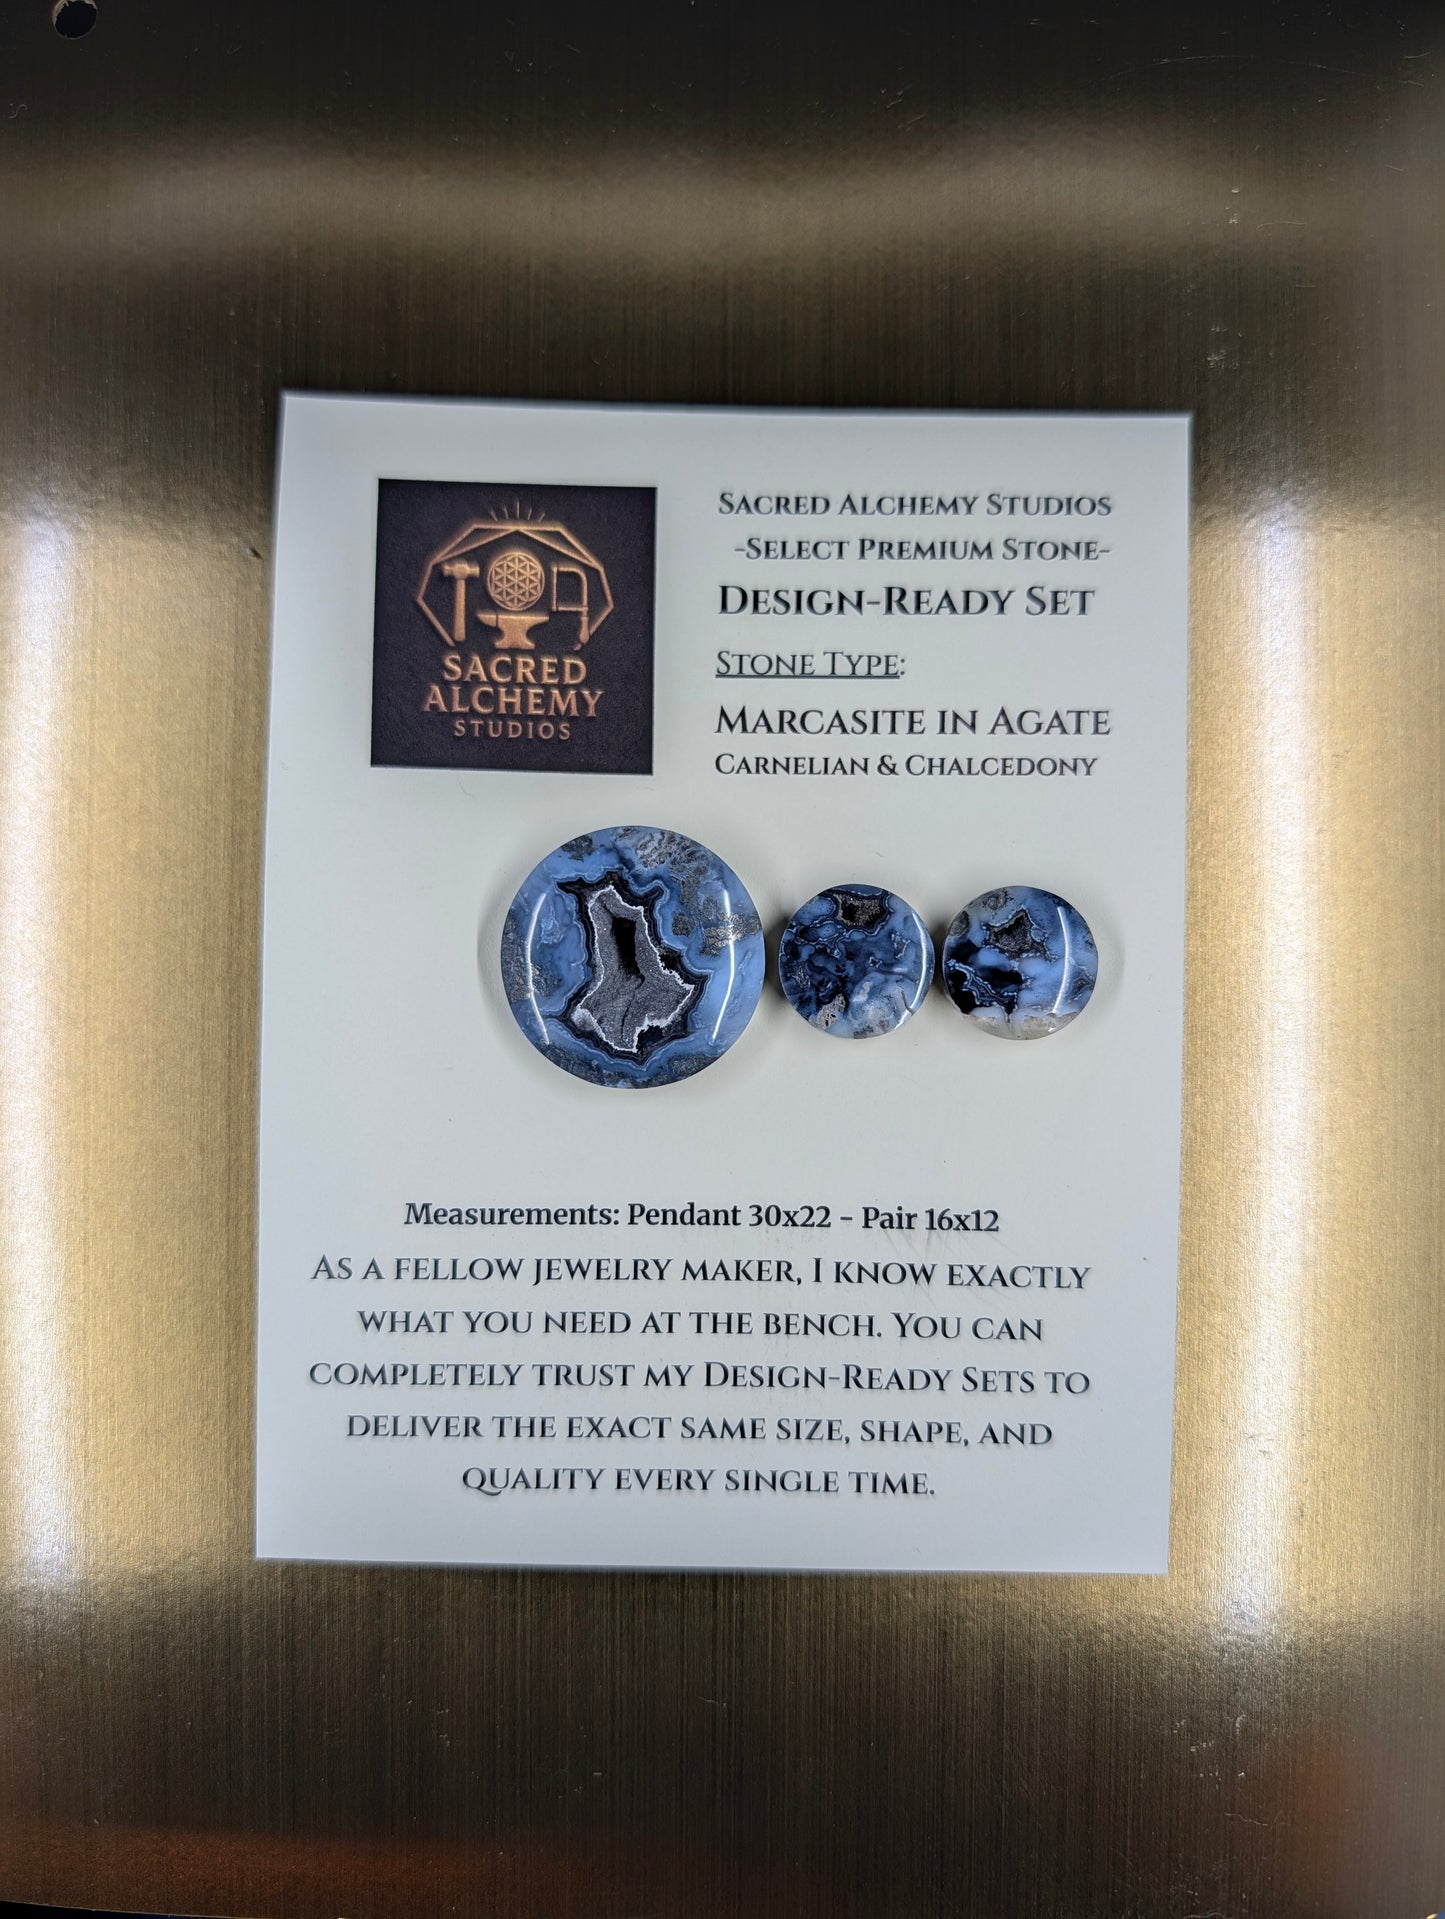 SACRED
ALCHEMY
STUDIOS
Sacred Alchemy Studios
-Select Premium Stone-
Design-Ready Set
Stone Type:
Marcasite in Agate
Carnelian & Chalcedony
Measurements: Pendant 30x22 - Pair 16x12
As a fellow jewelry maker, I know exactly
what you need at the bench. You can
completely trust my Design-Ready Sets to
deliver the exact same size, shape, and
quality every single time.